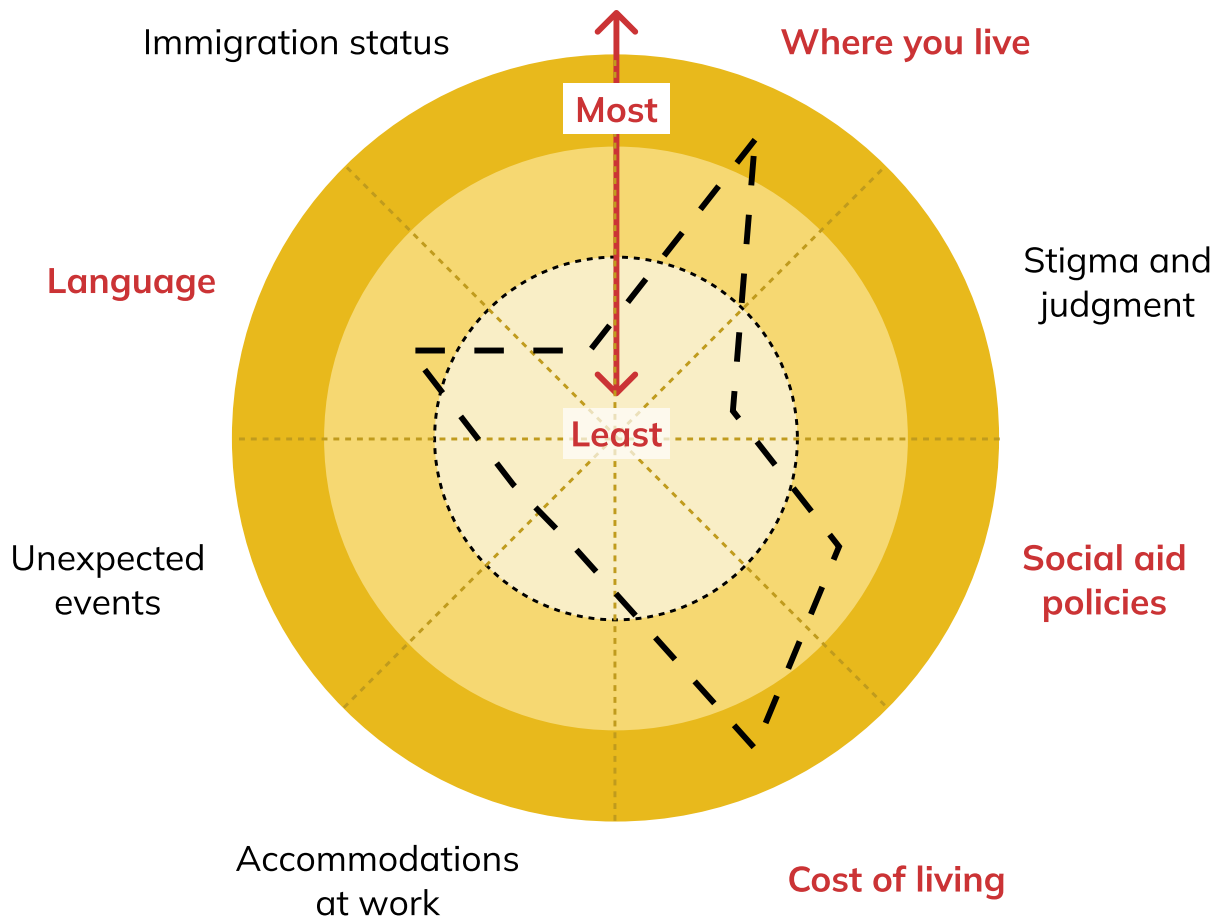 Immigration status
Where you live
Most
Language
Stigma and
judgment
Least
Unexpected
events
Social aid
policies
Accommodations
at work
Cost of living